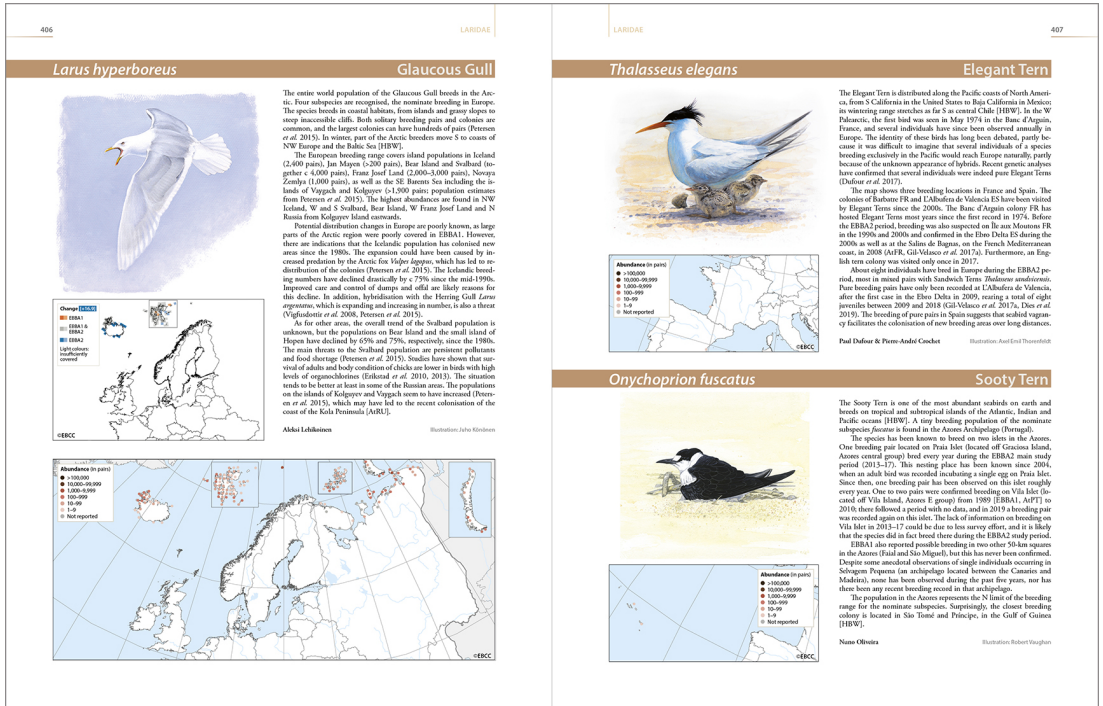 406
LARIDAE
Larus hyperboreus
Glaucous Gull
The entire world population of the Glaucous Gull breeds in the Arc-
tic. Four subspecies are recognised, the nominate breeding in Europe.
The species breeds in coastal habitats, from islands and grassy slopes to
steep inaccessible cliffs. Both solitary breeding pairs and colonies are
common, and the largest colonies can have hundreds of pairs (Petersen
et al. 2015). In winter, part of the Arctic breeders move S to coasts of
NW Europe and the Baltic Sea [HBW].
The European breeding range covers island populations in Iceland
(2,400 pairs), Jan Mayen (>200 pairs), Bear Island and Svalbard (to-
gether c 4,000 pairs), Franz Josef Land (2,000–3,000 pairs), Novaya
Zemlya (1,000 pairs), as well as the SE Barents Sea including the is-
lands of Vaygach and Kolguyev (>1,900 pairs; population estimates
from Petersen et al. 2015). The highest abundances are found in NW
Iceland, W and S Svalbard, Bear Island, W Franz Josef Land and N
Russia from Kolguyev Island eastwards.
Potential distribution changes in Europe are poorly known, as large
parts of the Arctic region were poorly covered in EBBA1. However,
there are indications that the Icelandic population has colonised new
areas since the 1980s. The expansion could have been caused by in-
creased predation by the Arctic fox Vulpes lagopus, which has led to re-
distribution of the colonies (Petersen et al. 2015). The Icelandic breed-
ing numbers have declined drastically by c 75% since the mid-1990s.
Improved care and control of dumps and offal are likely reasons for
this decline. In addition, hybridisation with the Herring Gull Larus
argentatus, which is expanding and increasing in number, is also a threat
(Vigfusdottir et al. 2008, Petersen et al. 2015).
As for other areas, the overall trend of the Svalbard population is
unknown, but the populations on Bear Island and the small island of
Hopen have declined by 65% and 75%, respectively, since the 1980s.
The main threats to the Svalbard population are persistent pollutants
and food shortage (Petersen et al. 2015). Studies have shown that sur-
vival of adults and body condition of chicks are lower in birds with high
levels of organochlorines (Erikstad et al. 2010, 2013). The situation
tends to be better at least in some of the Russian areas. The populations
on the islands of Kolguyev and Vaygach seem to have increased (Peters-
en et al. 2015), which may have led to the recent colonisation of the
coast of the Kola Peninsula [AtRU].
Aleksi Lehikoinen
Illustration: Juho Könönen
Change
EBBA1
EBBA1 &
EBBA2
EBBA2
Light colours:
insufficiently
covered
©EBCC
Abundance (in pairs)
>100,000
10,000–99,999
1,000–9,999
100–999
10–99
1–9
Not reported
©EBCC
LARIDAE
407
Thalasseus elegans
Elegant Tern
The Elegant Tern is distributed along the Pacific coasts of North Ameri-
ca, from S California in the United States to Baja California in Mexico;
its wintering range stretches as far S as central Chile [HBW]. In the W
Palearctic, the first bird was seen in May 1974 in the Banc d'Arguin,
France, and several individuals have since been observed annually in
Europe. The identity of these birds has long been debated, partly be-
cause it was difficult to imagine that several individuals of a species
breeding exclusively in the Pacific would reach Europe naturally, partly
because of the unknown appearance of hybrids. Recent genetic analyses
have confirmed that several individuals were indeed pure Elegant Terns
(Dufour et al. 2017).
The map shows three breeding locations in France and Spain. The
colonies of Barbatre FR and L'Albufera de Valencia ES have been visited
by Elegant Terns since the 2000s. The Banc d'Arguin colony FR has
hosted Elegant Terns most years since the first record in 1974. Before
the EBBA2 period, breeding was also suspected on Île aux Moutons FR
in the 1990s and 2000s and confirmed in the Ebro Delta ES during the
2000s as well as at the Salins de Bagnas, on the French Mediterranean
coast, in 2008 (AtFR, Gil-Velasco et al. 2017a). Furthermore, an Eng-
lish tern colony was visited only once in 2017.
About eight individuals have bred in Europe during the EBBA2 pe-
riod, most in mixed pairs with Sandwich Terns Thalasseus sandvicensis.
Pure breeding pairs have only been recorded at L'Albufera de Valencia,
after the first case in the Ebro Delta in 2009, rearing a total of eight
juveniles between 2009 and 2018 (Gil-Velasco et al. 2017a, Dies et al.
2019). The breeding of pure pairs in Spain suggests that seabird vagran-
cy facilitates the colonisation of new breeding areas over long distances.
Paul Dufour & Pierre-André Crochet
Illustration: Axel Emil Thorenfeldt
Abundance (in pairs)
>100,000
10,000–99,999
1,000–9,999
100–999
10–99
1–9
Not reported
©EBCC
Onychoprion fuscatus
Sooty Tern
The Sooty Tern is one of the most abundant seabirds on earth and
breeds on tropical and subtropical islands of the Atlantic, Indian and
Pacific oceans [HBW]. A tiny breeding population of the nominate
subspecies fuscatus is found in the Azores Archipelago (Portugal).
The species has been known to breed on two islets in the Azores.
One breeding pair located on Praia Islet (located off Graciosa Island,
Azores central group) bred every year during the EBBA2 main study
period (2013–17). This nesting place has been known since 2004,
when an adult bird was recorded incubating a single egg on Praia Islet.
Since then, one breeding pair has been observed on this islet roughly
every year. One to two pairs were confirmed breeding on Vila Islet (lo-
cated off Vila Island, Azores E group) from 1989 [EBBA1, AtPT] to
2010; there followed a period with no data, and in 2019 a breeding pair
was recorded again on this islet. The lack of information on breeding on
Vila Islet in 2013–17 could be due to less survey effort, and it is likely
that the species did in fact breed there during the EBBA2 study period.
EBBA1 also reported possible breeding in two other 50-km squares
in the Azores (Faial and São Miguel), but this has never been confirmed.
Despite some anecdotal observations of single individuals occurring in
Selvagem Pequena (an archipelago located between the Canaries and
Madeira), none has been observed during the past five years, nor has
there been any recent breeding record in that archipelago.
The population in the Azores represents the N limit of the breeding
range for the nominate subspecies. Surprisingly, the closest breeding
colony is located in São Tomé and Príncipe, in the Gulf of Guinea
[HBW].
Nuno Oliveira
Illustration: Robert Vaughan
Abundance (in pairs)
>100,000
10,000–99,999
1,000–9,999
100–999
10–99
1–9
Not reported
©EBCC